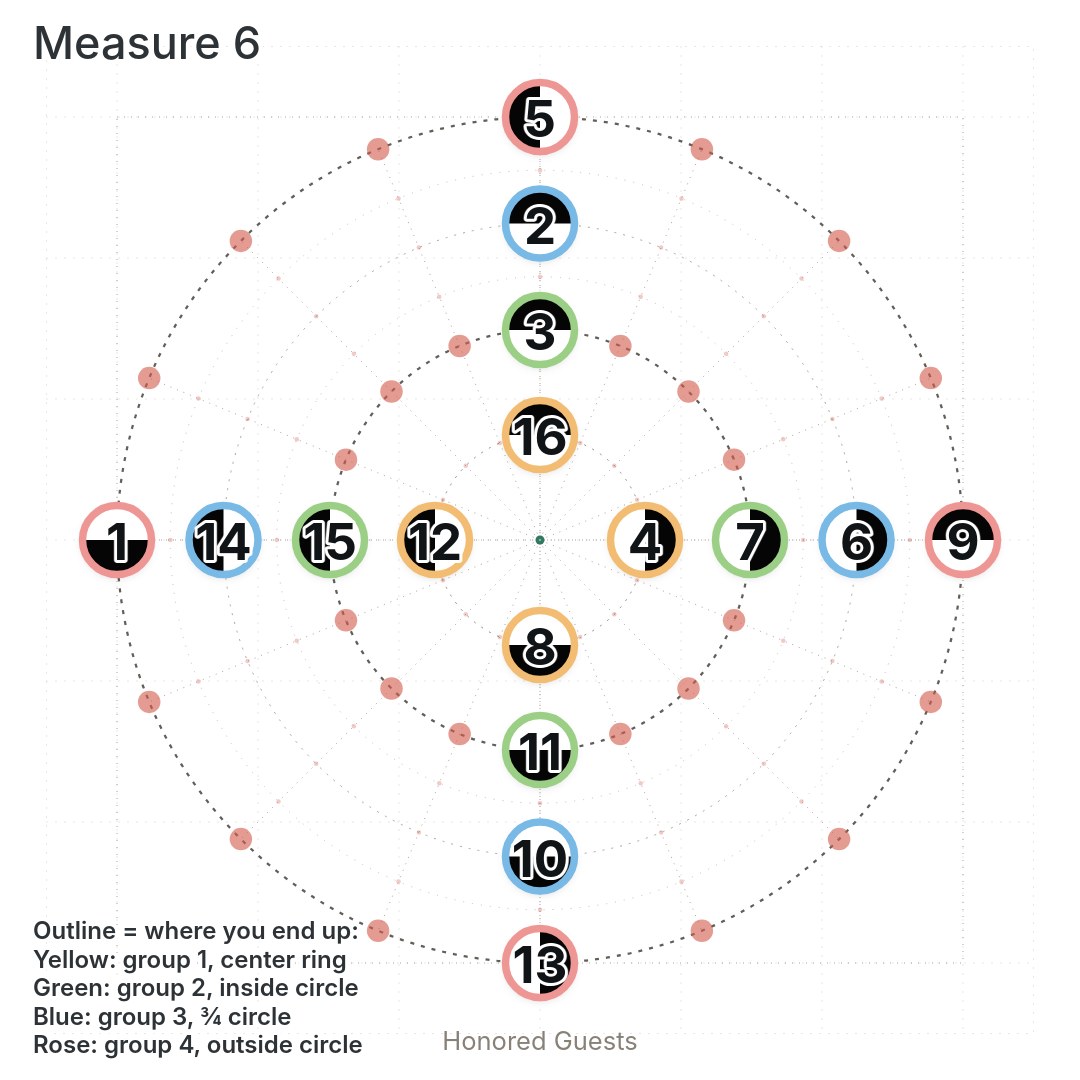 Measure 6
5
2
3
16
1 14 15 12 4 7 6 9
8
11
10
13
Outline = where you end up:
Yellow: group 1, center ring
Green: group 2, inside circle
Blue: group 3, ¾ circle
Rose: group 4, outside circle
Honored Guests